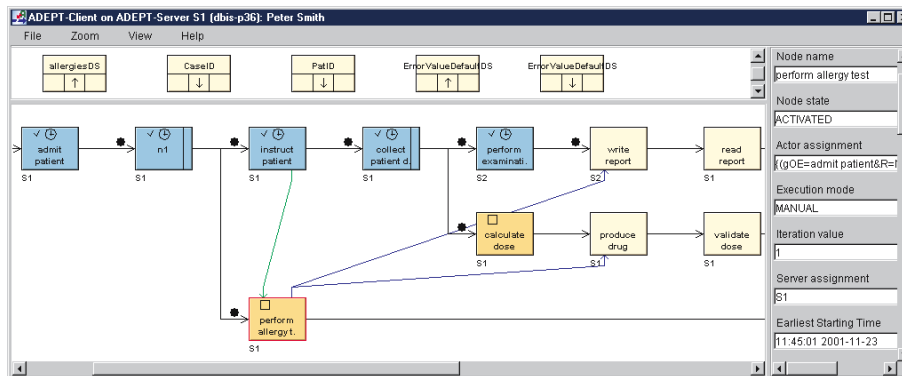 ADEPT-Client on ADEPT-Server S1 (dbis-p36): Peter Smith
File Zoom View Help
allergiesDS
CaseID
PatID
ErrorValueDefaultDS
ErrorValueDefaultDS
admit
patient
S1
n1
S1
instruct
patient
S1
collect
patient d.
S1
perform
examinati.
S2
write
report
S2
read
report
S1
calculate
dose
S1
produce
drug
S1
validate
dose
S1
perform
allergy t.
S1
Node name
perform allergy test
Node state
ACTIVATED
Actor assignment
((gOE=admit patient&R=
Execution mode
MANUAL
Iteration value
1
Server assignment
S1
Earliest Starting Time
11:45:01 2001-11-23